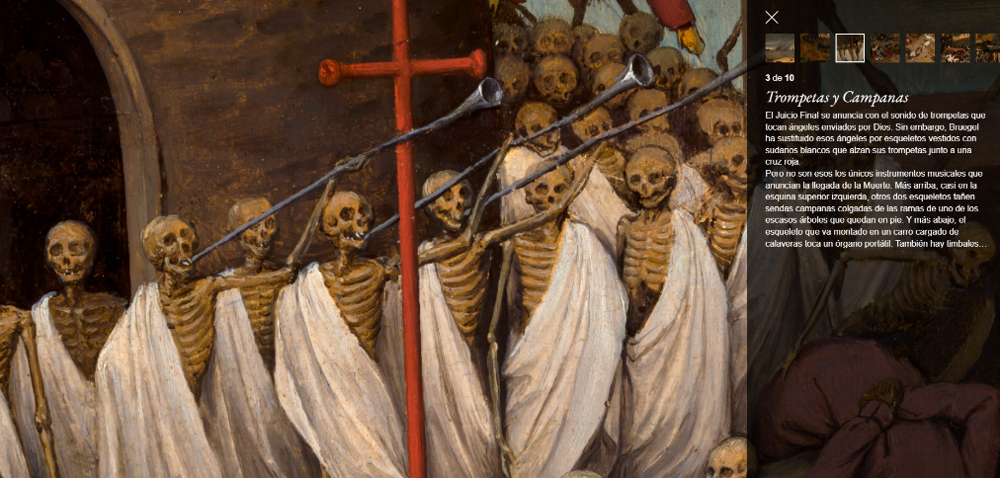 3 de 10
Trompetas y Campanas
El Juicio Final se anuncia con el sonido de trompetas que
tocan ángeles enviados por Dios. Sin embargo, Bruegel
ha sustituido esos ángeles por esqueletos vestidos con
sudarios blancos que alzan sus trompetas junto a una
cruz roja.
Pero no son esos los únicos instrumentos musicales que
anuncian la llegada de la Muerte. Más arriba, casi en la
esquina superior izquierda, otros dos esqueletos tañen
sendas campanas colgadas de las ramas de uno de los
escasos árboles que quedan en pie. Y más abajo, el
esqueleto que va montado en un carro cargado de
calaveras toca un órgano portátil. También hay timbales...